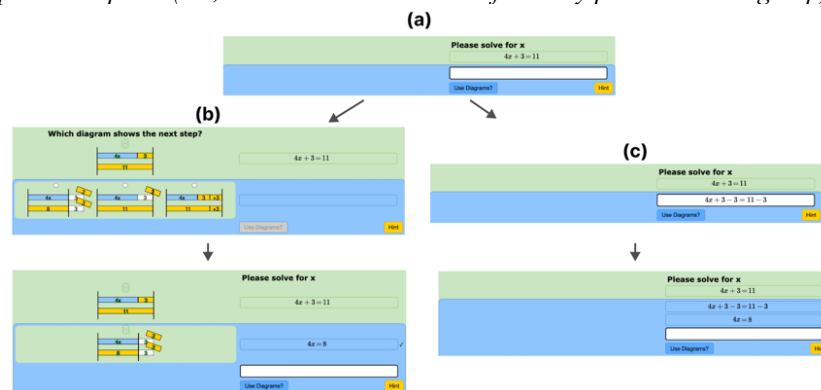 (a)
Please solve for x
4x + 3 = 11
Use Diagrams?
Hint
(b)
Which diagram shows the next step?
4x 3
11
4x + 3 = 11
4x 3
8 3
4x 3
11
4x 3 +3
11 +3
Use Diagrams?
Hint
(c)
Please solve for x
4x + 3 = 11
4x + 3 − 3 = 11 − 3
Use Diagrams?
Hint
Please solve for x
4x 3
11
4x + 3 = 11
4x 3
8 3
4x = 8
Use Diagrams?
Hint
Please solve for x
4x + 3 = 11
4x + 3 − 3 = 11 − 3
4x = 8
Use Diagrams?